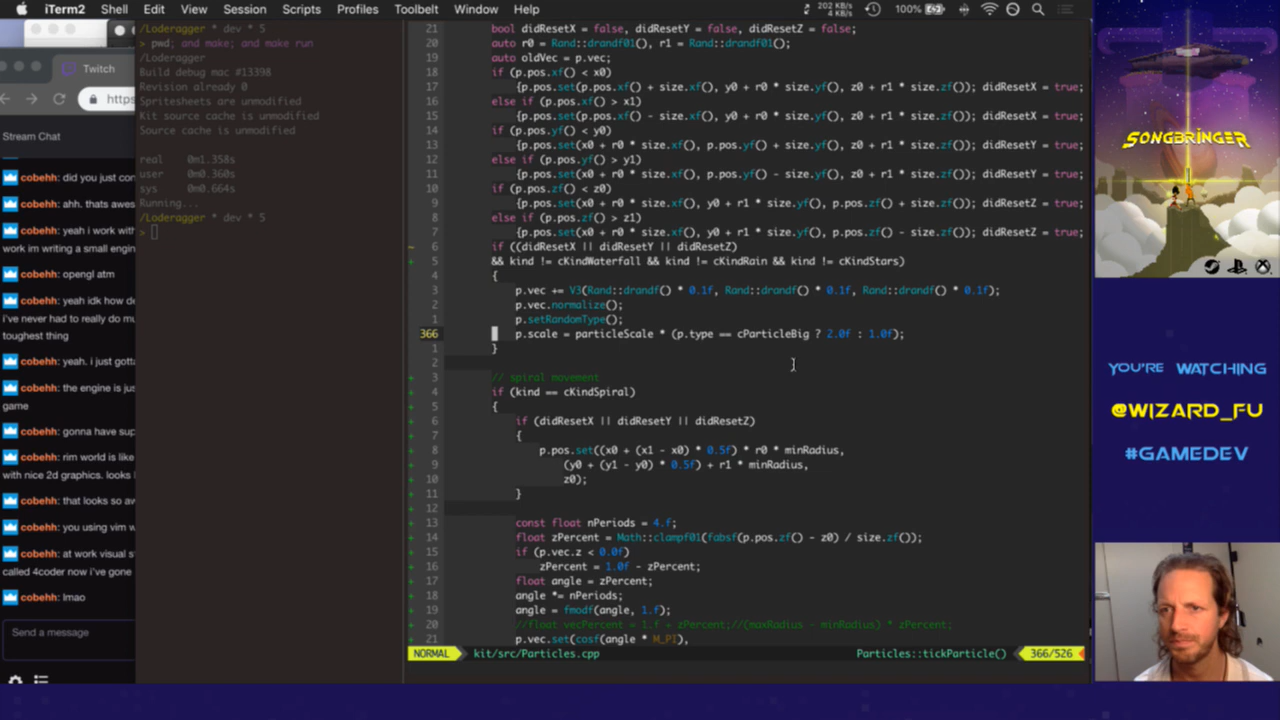 iTerm2 Shell Edit View Session Scripts Profiles Toolbelt Window Help
202 KB/s
4 KB/s
100%
Twitch
https
Stream Chat
cobehh: did you just con
cobehh: ahh. thats awes
cobehh: yeah i work with
work im writing a small engin
cobehh: opengl atm
cobehh: yeah idk how de
i've never had to really do mu
toughest thing
cobehh: yeah. i just gott
cobehh: the engine is jus
game
cobehh: gonna have sup
cobehh: rim world is like
with nice 2d graphics. looks l
cobehh: that looks so aw
cobehh: you using vim w
cobehh: at work visual s
called 4coder now i've gone
cobehh: lmao
Send a message
/Loderagger * dev * 5
> pwd; and make; and make run
/Loderagger
Build debug mac #13398
Revision already 0
Spritesheets are unmodified
Kit source cache is unmodified
Source cache is unmodified
real 0m1.358s
user 0m0.360s
sys 0m0.664s
Running...
/Loderagger * dev * 5
>
21 bool didResetX = false, didResetY = false, didResetZ = false;
20 auto r0 = Rand::drandf01(), r1 = Rand::drandf01();
19 auto oldVec = p.vec;
18 if (p.pos.xf() < x0)
17 {p.pos.set(p.pos.xf() + size.xf(), y0 + r0 * size.yf(), z0 + r1 * size.zf()); didResetX = true;
16 else if (p.pos.xf() > x1)
15 {p.pos.set(p.pos.xf() - size.xf(), y0 + r0 * size.yf(), z0 + r1 * size.zf()); didResetX = true;
14 if (p.pos.yf() < y0)
13 {p.pos.set(x0 + r0 * size.xf(), p.pos.yf() + size.yf(), z0 + r1 * size.zf()); didResetY = true;
12 else if (p.pos.yf() > y1)
11 {p.pos.set(x0 + r0 * size.xf(), p.pos.yf() - size.yf(), z0 + r1 * size.zf()); didResetY = true;
10 if (p.pos.zf() < z0)
9 {p.pos.set(x0 + r0 * size.xf(), y0 + r1 * size.yf(), p.pos.zf() + size.zf()); didResetZ = true;
8 else if (p.pos.zf() > z1)
7 {p.pos.set(x0 + r0 * size.xf(), y0 + r1 * size.yf(), p.pos.zf() - size.zf()); didResetZ = true;
6 if ((didResetX || didResetY || didResetZ)
5 && kind != cKindWaterfall && kind != cKindRain && kind != cKindStars)
4 {
3 p.vec += V3(Rand::drandf() * 0.1f, Rand::drandf() * 0.1f, Rand::drandf() * 0.1f);
2 p.vec.normalize();
1 p.setRandomType();
366 p.scale = particleScale * (p.type == cParticleBig ? 2.0f : 1.0f);
1 }
2
3 // spiral movement
4 if (kind == cKindSpiral)
5 {
6 if (didResetX || didResetY || didResetZ)
7 {
8 p.pos.set((x0 + (x1 - x0) * 0.5f) * r0 * minRadius,
9 (y0 + (y1 - y0) * 0.5f) + r1 * minRadius,
10 z0);
11 }
12
13 const float nPeriods = 4.f;
14 float zPercent = Math::clampf01(fabsf(p.pos.zf() - z0) / size.zf());
15 if (p.vec.z < 0.0f)
16 zPercent = 1.0f - zPercent;
17 float angle = zPercent;
18 angle *= nPeriods;
19 angle = fmodf(angle, 1.f);
20 //float vecPercent = 1.f + zPercent;//(maxRadius - minRadius) * zPercent;
21 p.vec.set(cosf(angle * M_PI),
NORMAL kit/src/Particles.cpp Particles::tickParticle() 366/526
SONGBRINGER
YOU'RE WATCHING
@WIZARD_FU
#GAMEDEV